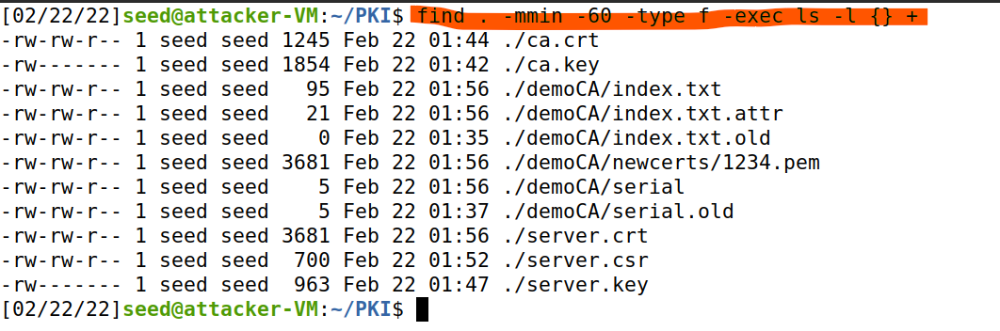 [02/22/22]seed@attacker-VM:~/PKI$ find . -mmin -60 -type f -exec ls -l {} +
-rw-rw-r-- 1 seed seed 1245 Feb 22 01:44 ./ca.crt
-rw------- 1 seed seed 1854 Feb 22 01:42 ./ca.key
-rw-rw-r-- 1 seed seed   95 Feb 22 01:56 ./demoCA/index.txt
-rw-rw-r-- 1 seed seed   21 Feb 22 01:56 ./demoCA/index.txt.attr
-rw-rw-r-- 1 seed seed    0 Feb 22 01:35 ./demoCA/index.txt.old
-rw-rw-r-- 1 seed seed 3681 Feb 22 01:56 ./demoCA/newcerts/1234.pem
-rw-rw-r-- 1 seed seed    5 Feb 22 01:56 ./demoCA/serial
-rw-rw-r-- 1 seed seed    5 Feb 22 01:37 ./demoCA/serial.old
-rw-rw-r-- 1 seed seed 3681 Feb 22 01:56 ./server.crt
-rw-rw-r-- 1 seed seed  700 Feb 22 01:52 ./server.csr
-rw------- 1 seed seed  963 Feb 22 01:47 ./server.key
[02/22/22]seed@attacker-VM:~/PKI$